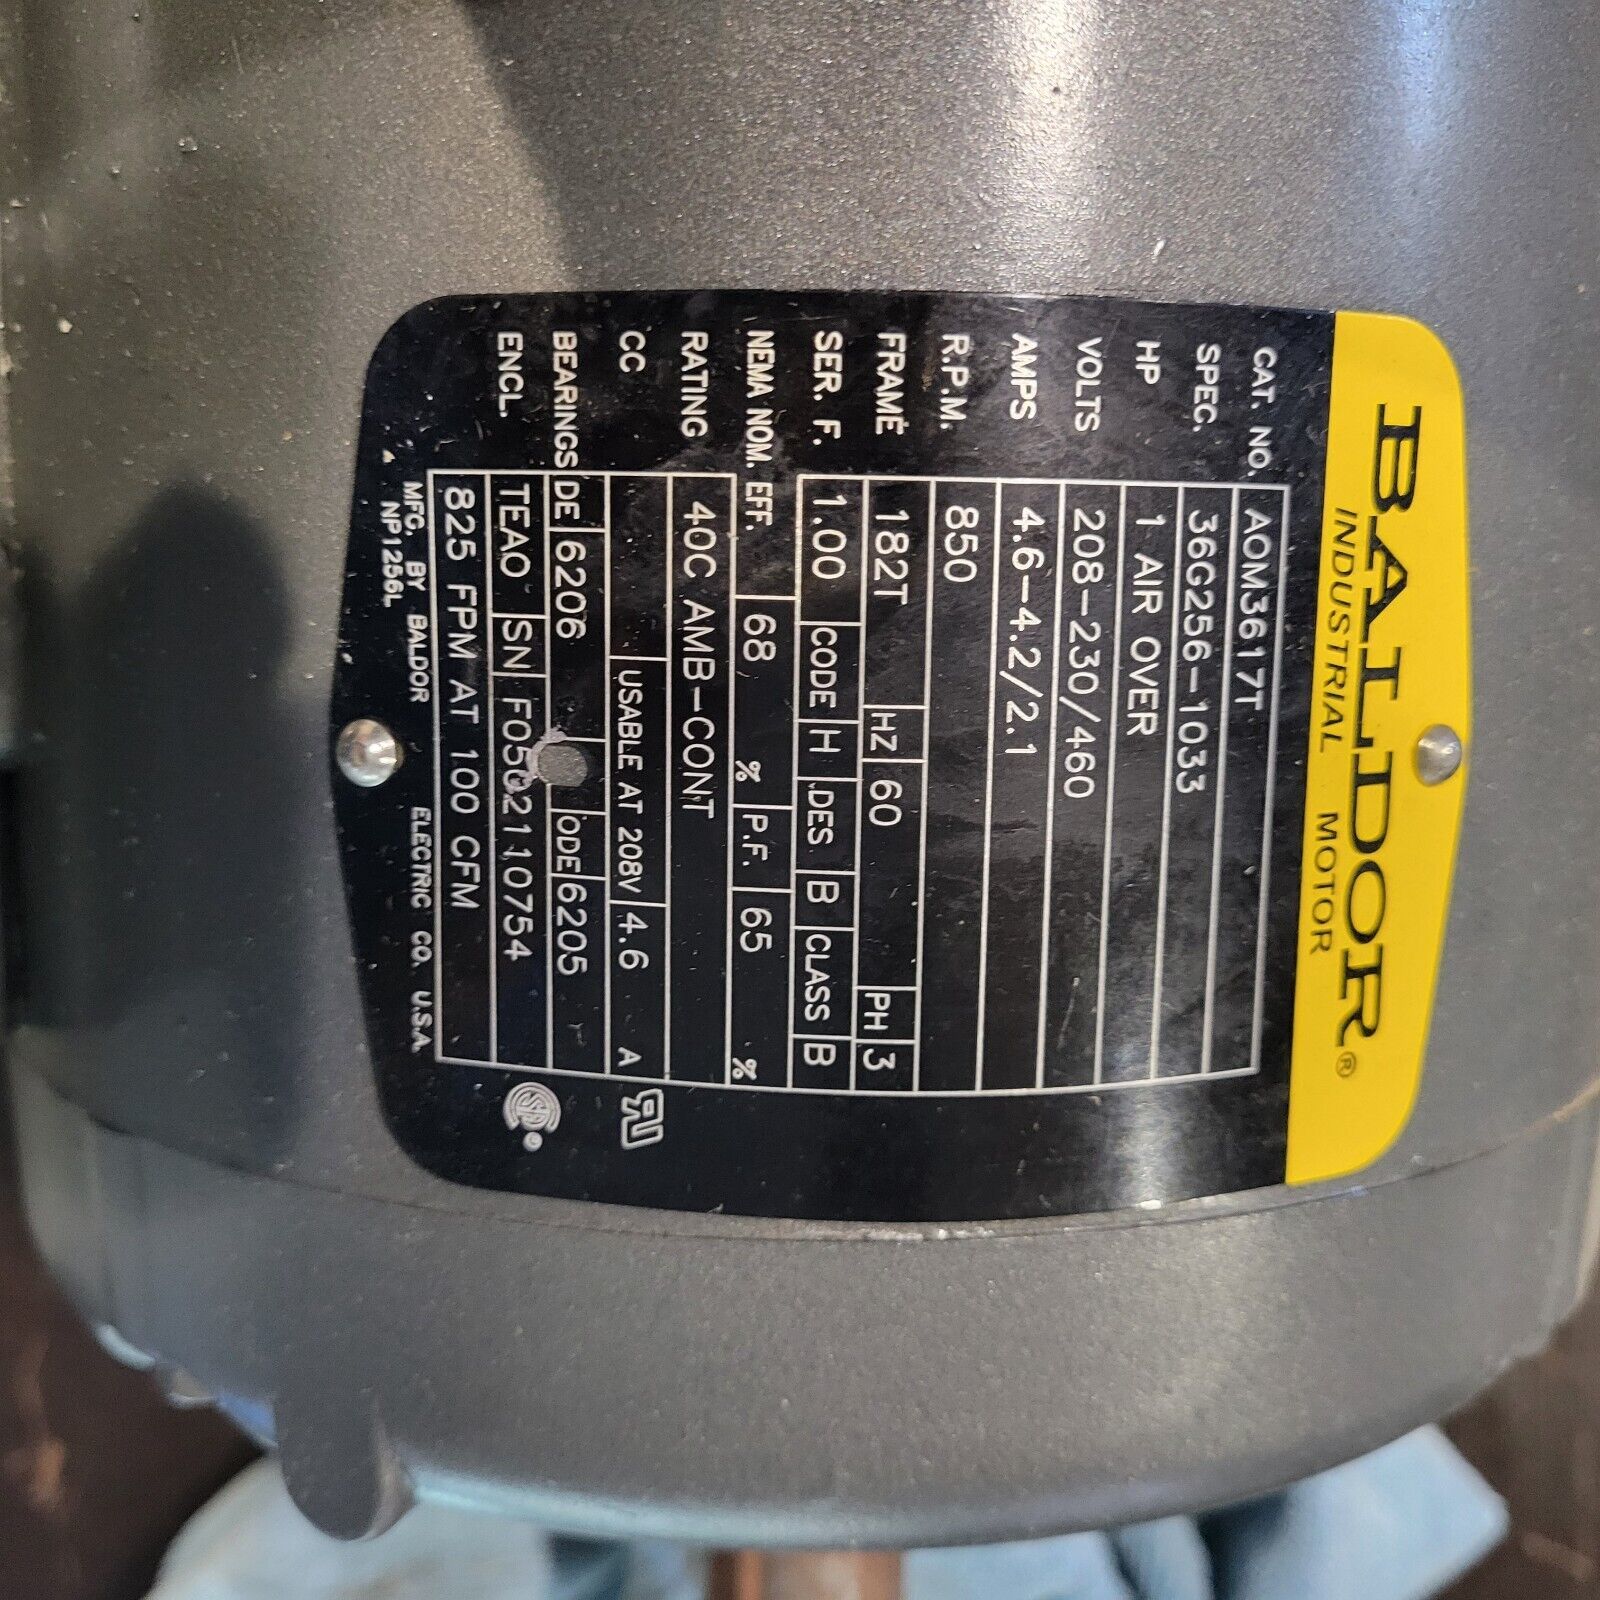 BALDOR®
INDUSTRIAL MOTOR
CAT. NO. AOM3617T
SPEC. 36G256-1033
HP 1 AIR OVER
VOLTS 208-230/460
AMPS 4.6-4.2/2.1
R.P.M. 850
FRAME 182T HZ 60 PH 3
SER. F. 1.00 CODE H DES B CLASS B
NEMA NOM. EFF. 68 % P.F. 65 %
RATING 40C AMB-CONT
CC USABLE AT 208V 4.6 A
BEARINGS DE 6206 ODE 6205
ENCL. TEAO SN F0502110754
825 FPM AT 100 CFM
MFG. BY BALDOR ELECTRIC CO. U.S.A.
NP1256L